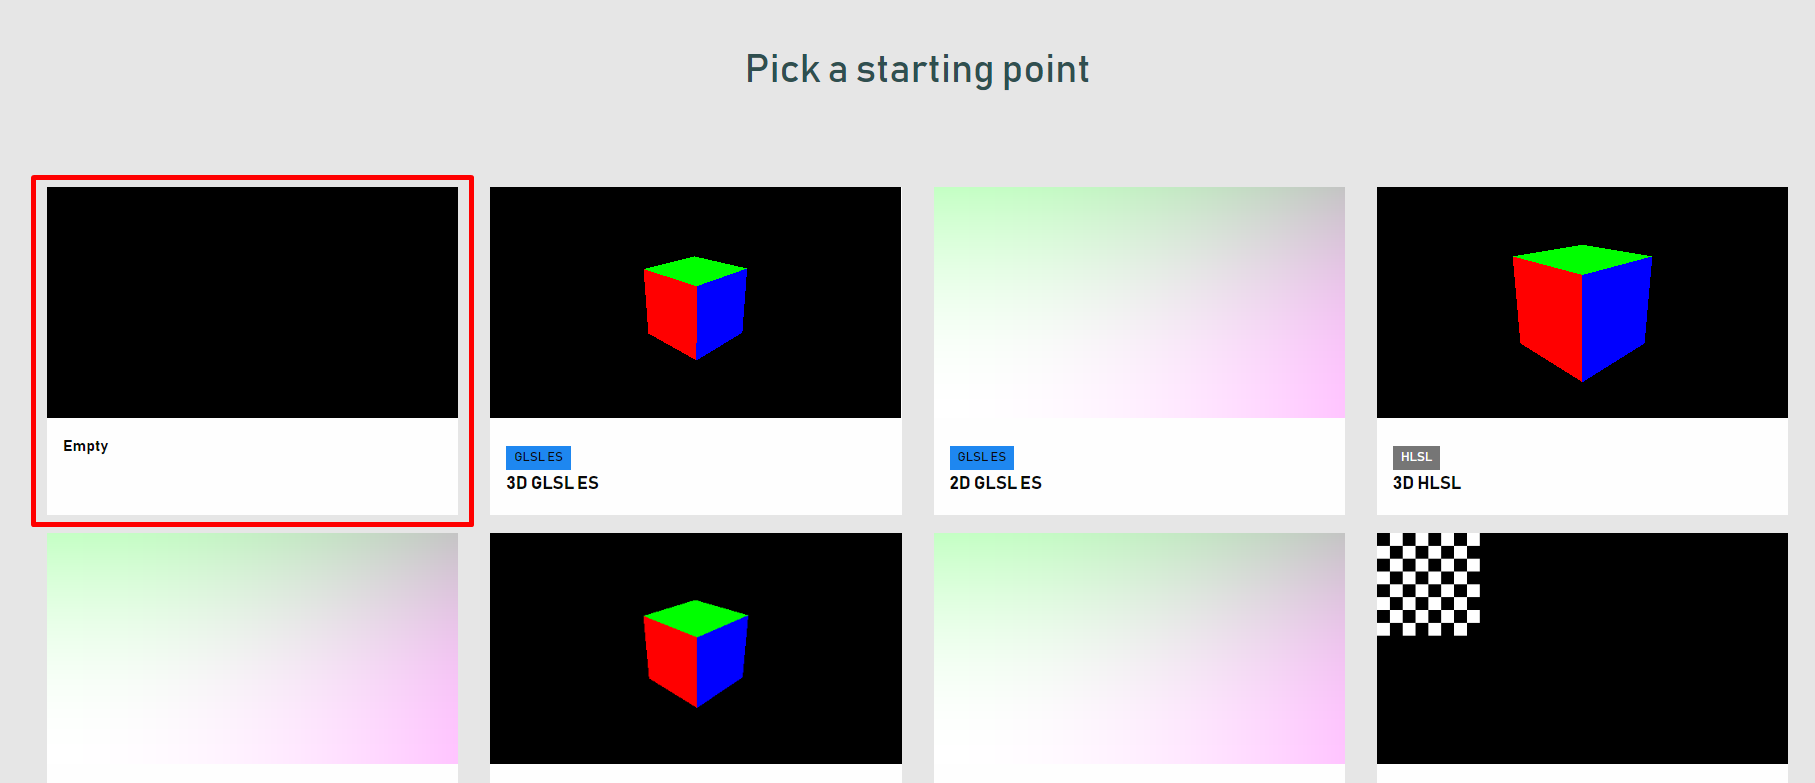 Pick a starting point
Empty
GLSL ES
3D GLSL ES
GLSL ES
2D GLSL ES
HLSL
3D HLSL